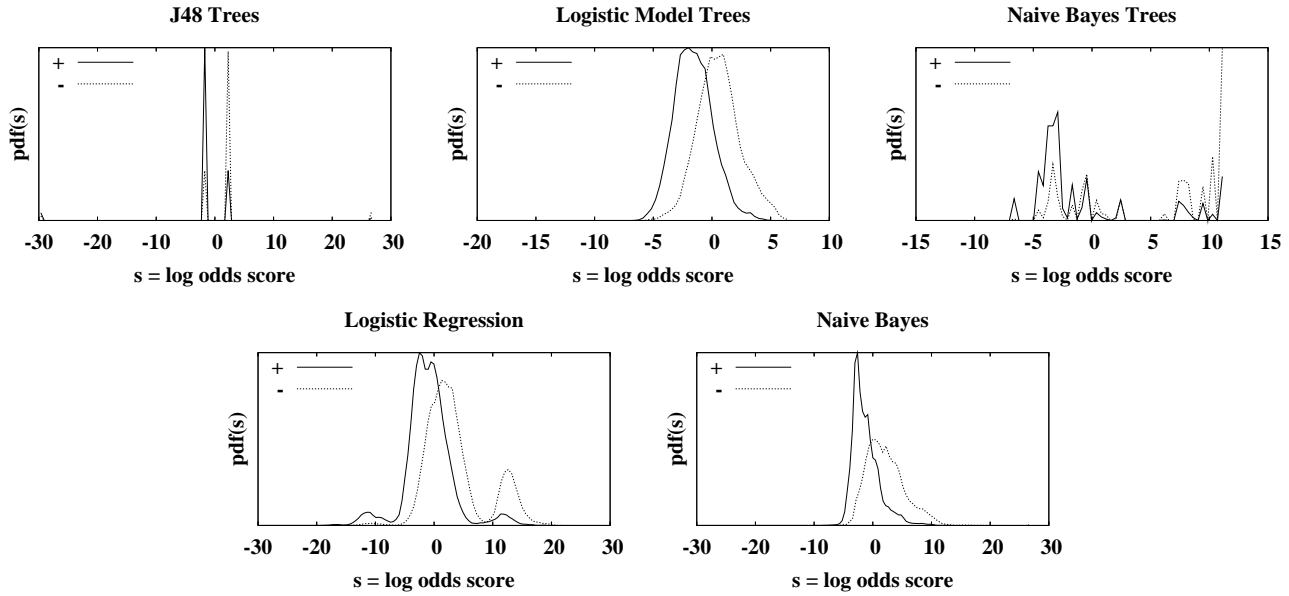 J48 Trees
+
-
pdf(s)
-30 -20 -10 0 10 20 30
s = log odds score
Logistic Model Trees
+
-
pdf(s)
-20 -15 -10 -5 0 5 10
s = log odds score
Naive Bayes Trees
+
-
pdf(s)
-15 -10 -5 0 5 10 15
s = log odds score
Logistic Regression
+
-
pdf(s)
-30 -20 -10 0 10 20 30
s = log odds score
Naive Bayes
+
-
pdf(s)
-30 -20 -10 0 10 20 30
s = log odds score